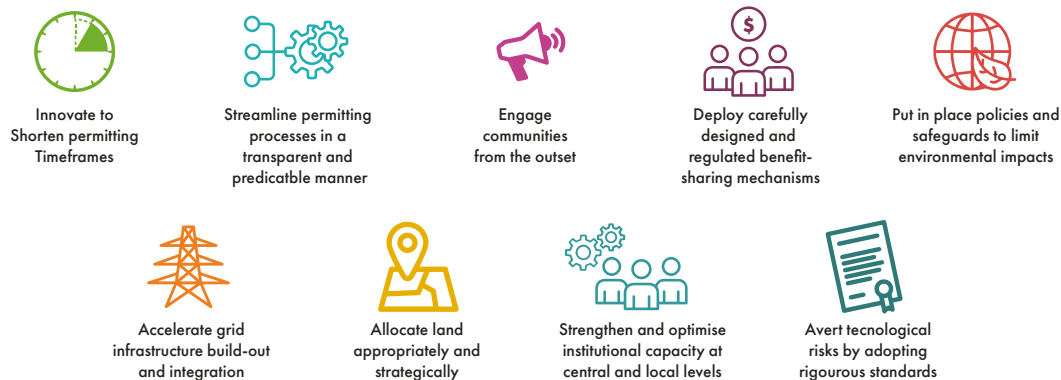 Innovate to
Shorten permitting
Timeframes
Streamline permitting
processes in a
transparent and
predicatble manner
Engage
communities
from the outset
$
Deploy carefully
designed and
regulated benefit-
sharing mechanisms
Put in place policies and
safeguards to limit
environmental impacts
Accelerate grid
infrastructure build-out
and integration
Allocate land
appropriately and
strategically
Strengthen and optimise
institutional capacity at
central and local levels
Avert tecnological
risks by adopting
rigourous standards